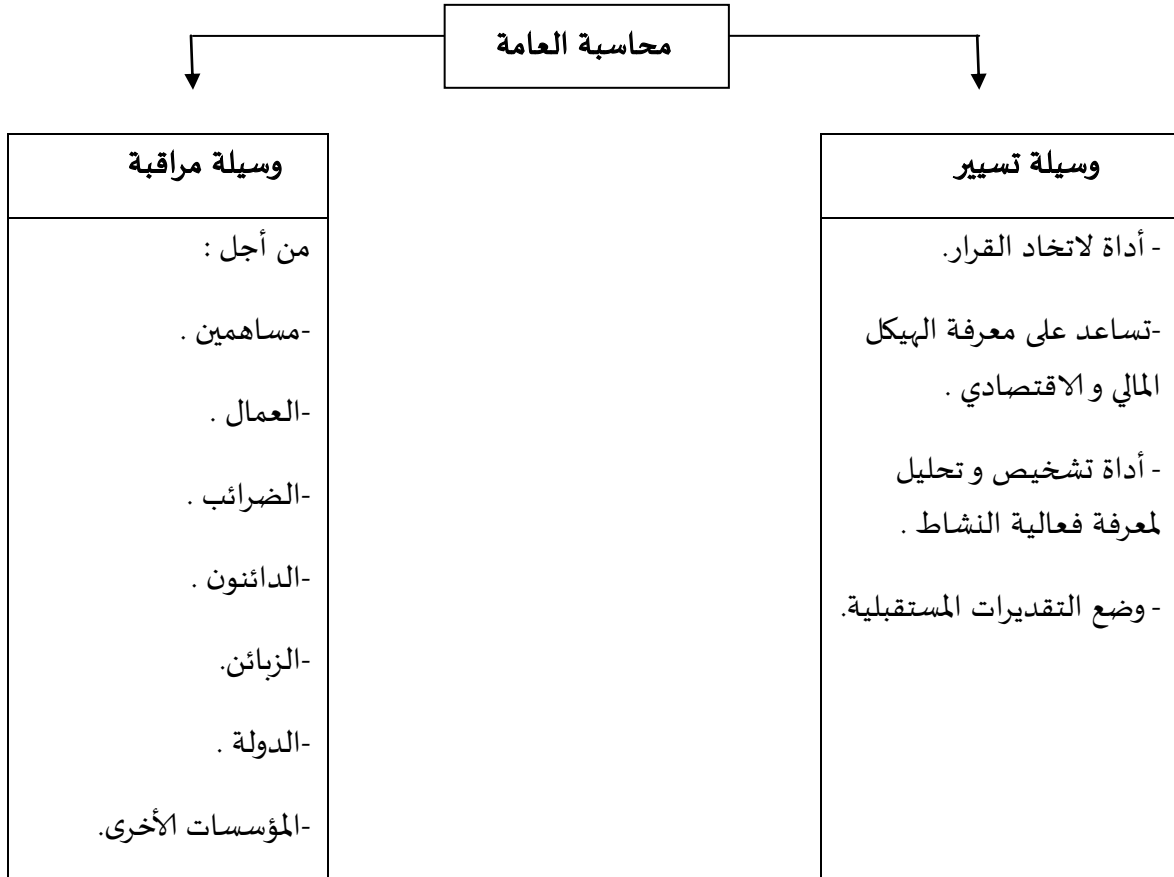 محاسبة العامة
وسيلة تسيير
- أداة لاتخاد القرار.
-تساعد على معرفة الهيكل
المالي و الاقتصادي .
- أداة تشخيص و تحليل
لمعرفة فعالية النشاط .
- وضع التقديرات المستقبلية.
وسيلة مراقبة
من أجل :
-مساهمين .
-العمال .
-الضرائب .
-الدائنون .
-الزبائن.
-الدولة .
-المؤسسات الأخرى.